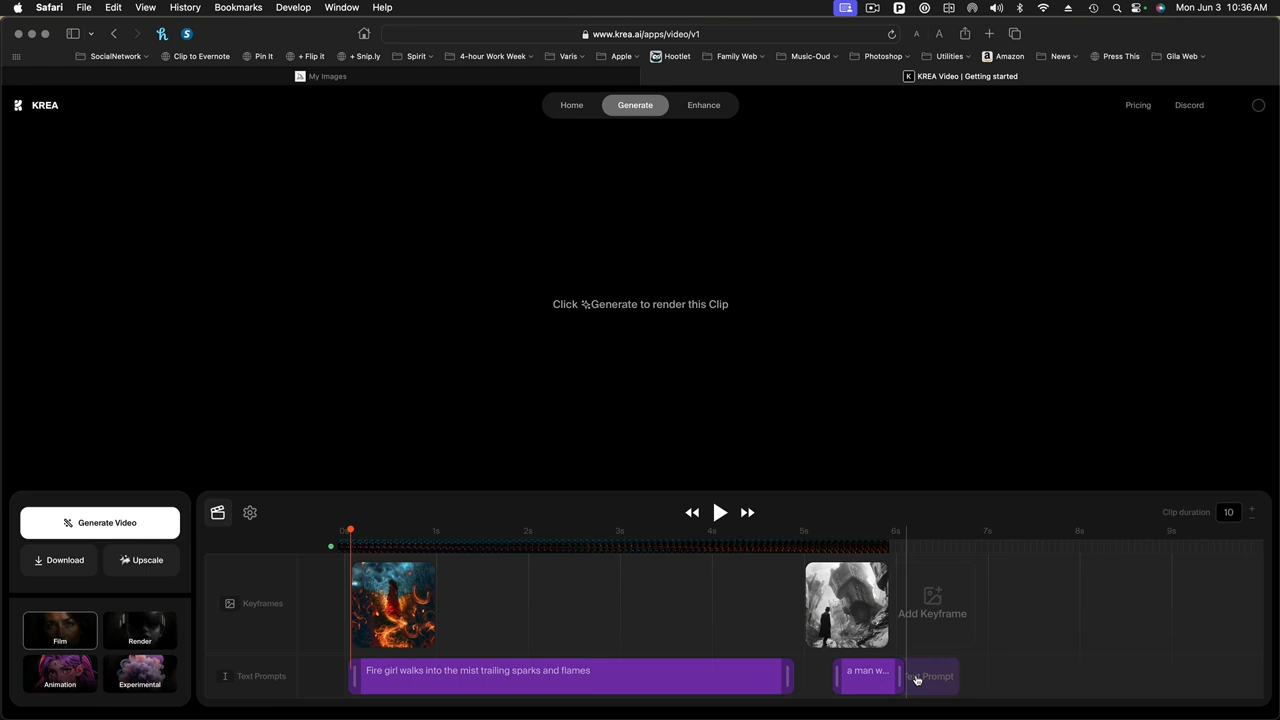 Safari File Edit View History Bookmarks Develop Window Help Mon Jun 3 10:36 AM
www.krea.ai/apps/video/v1
SocialNetwork Clip to Evernote Pin It + Flip it + Snip.ly Spirit 4-hour Work Week Varis Apple Hootlet Family Web Music-Oud Photoshop Utilities Amazon News Press This Gila Web
My Images KREA Video | Getting started
KREA Home Generate Enhance Pricing Discord
Click Generate to render this Clip
Generate Video
Download Upscale
Film Render
Animation Experimental
Clip duration 10
0s 1s 2s 3s 4s 5s 6s 7s 8s 9s
Keyframes Add Keyframe
Text Prompts Fire girl walks into the mist trailing sparks and flames a man w... Prompt